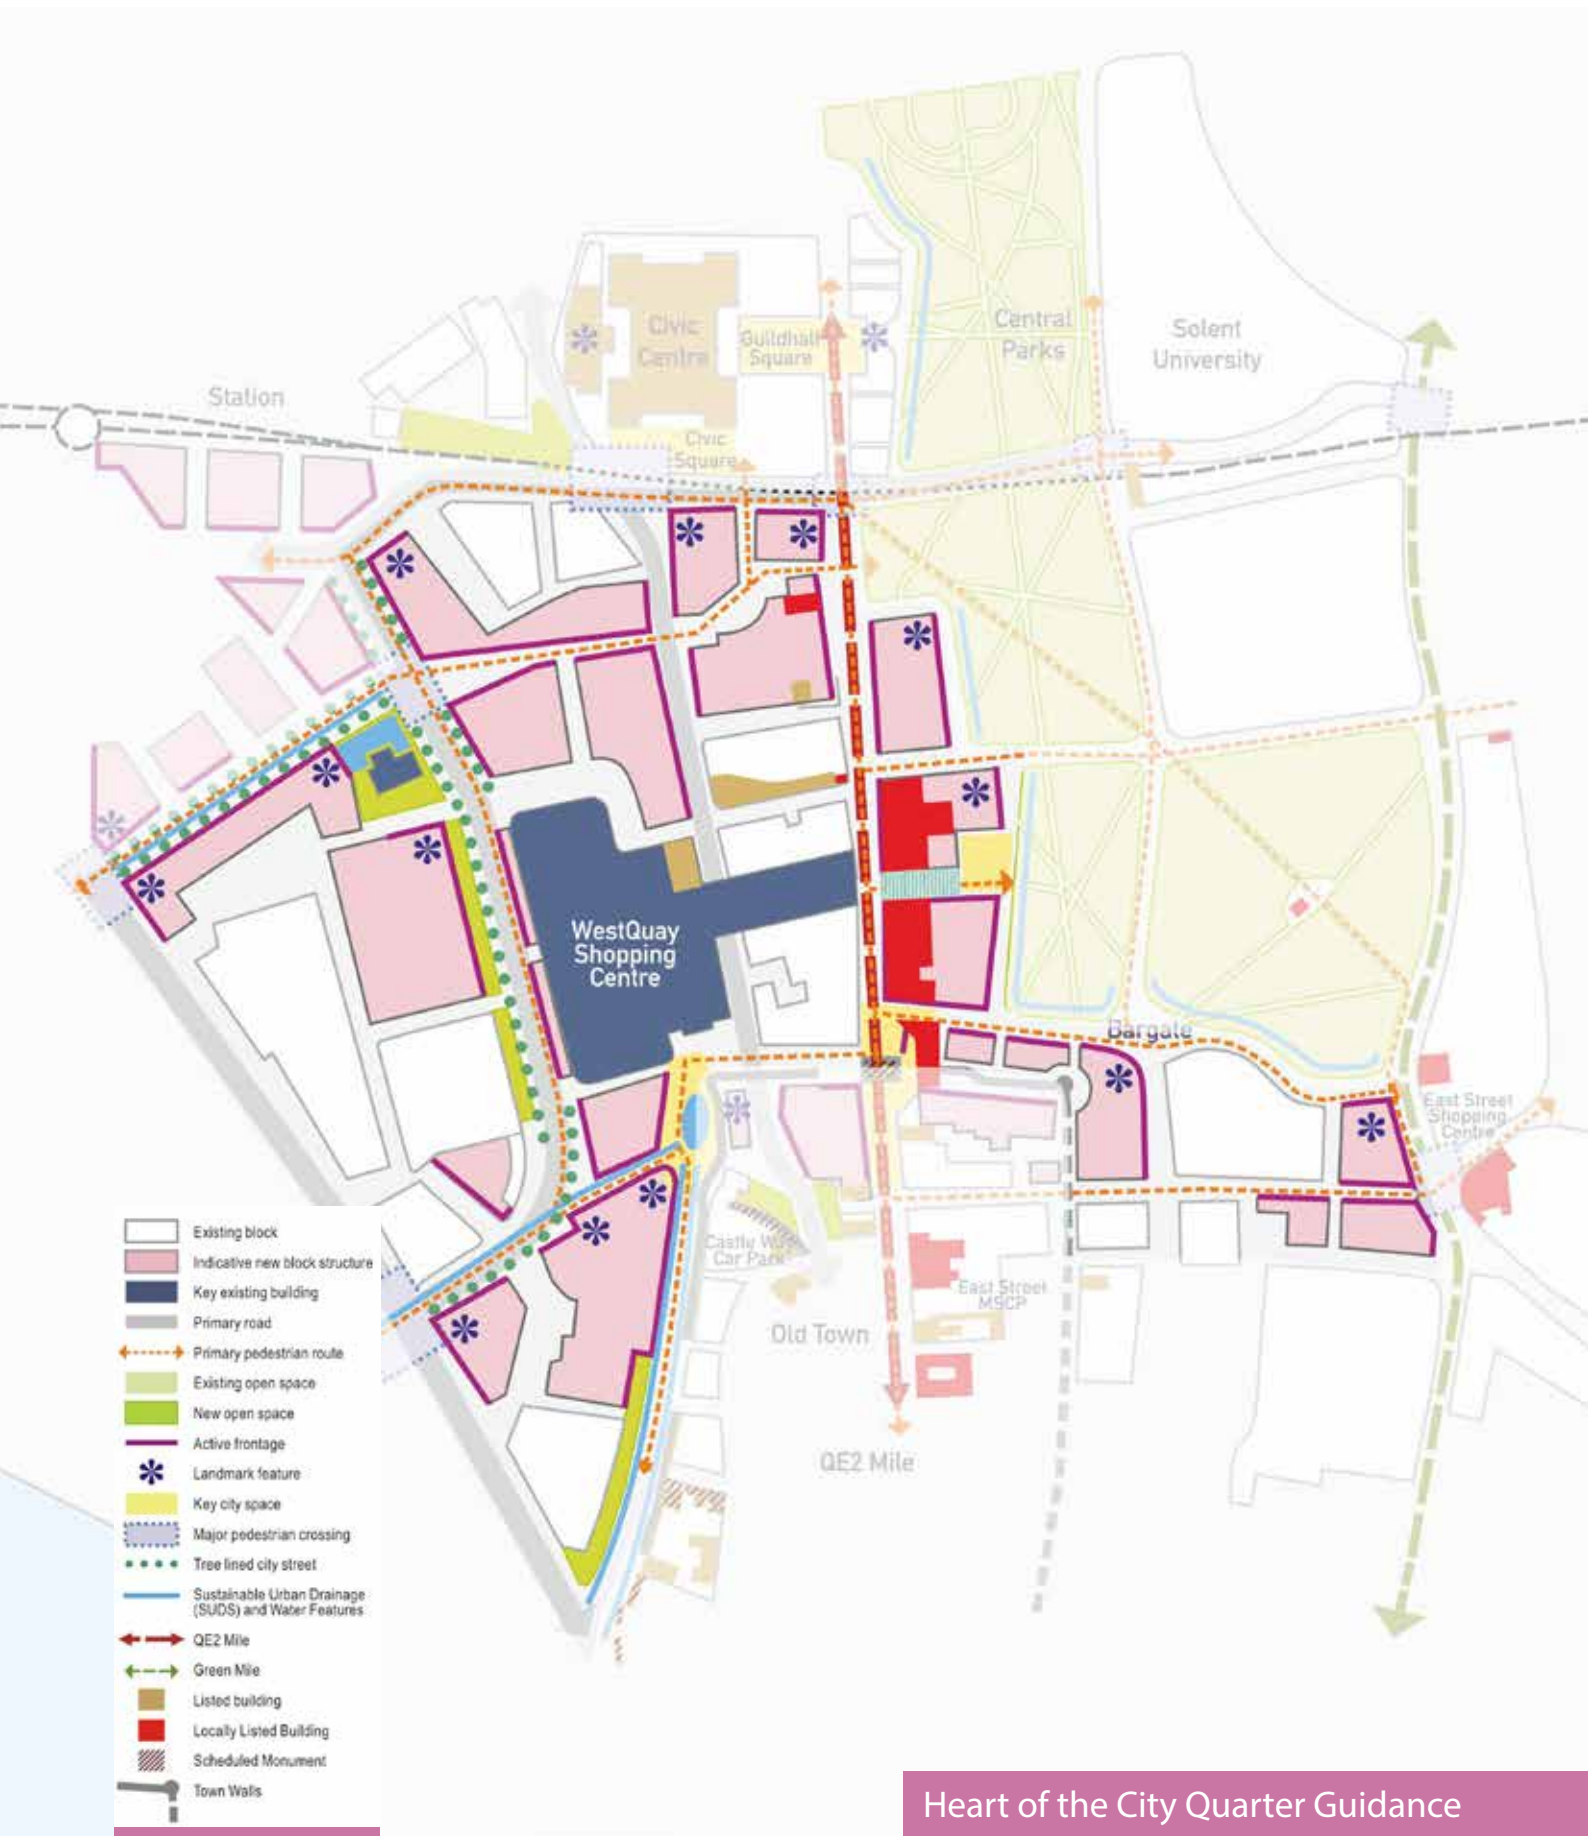 Civic
Centre
Guildhall
Square
Central
Parks
Solent
University
Station
Civic
Square
WestQuay
Shopping
Centre
Bargate
East Street
Shopping
Centre
Castle Way
Car Park
East Street
MSCP
Old Town
QE2 Mile
Existing block
Indicative new block structure
Key existing building
Primary road
Primary pedestrian route
Existing open space
New open space
Active frontage
Landmark feature
Key city space
Major pedestrian crossing
Tree lined city street
Sustainable Urban Drainage
(SUDS) and Water Features
QE2 Mile
Green Mile
Listed building
Locally Listed Building
Scheduled Monument
Town Walls
Heart of the City Quarter Guidance